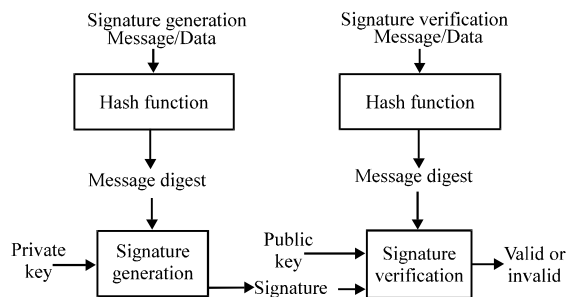 Signature generation
Message/Data
Hash function
Message digest
Private
key
Signature
generation
Signature
Signature verification
Message/Data
Hash function
Message digest
Public
key
Signature
verification
Valid or
invalid